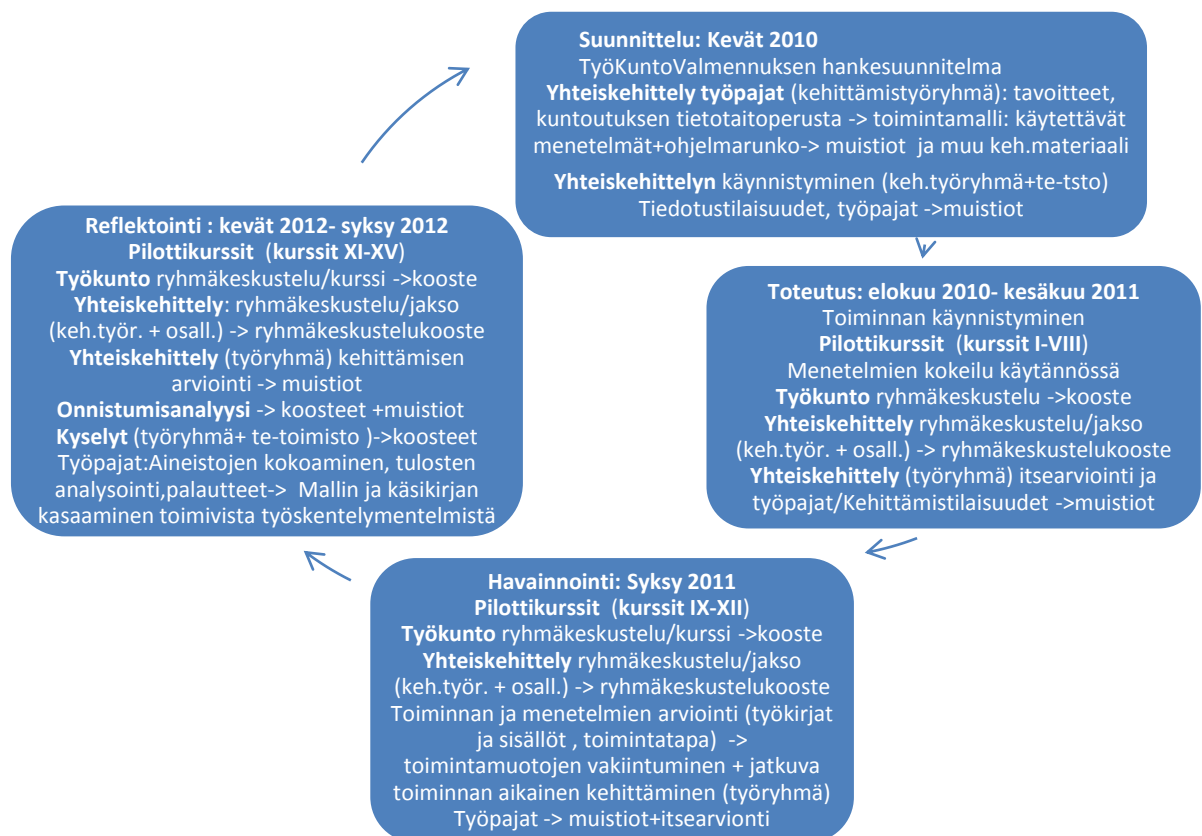 Suunnittelu: Kevät 2010
TyöKuntoValmennuksen hankesuunnitelma
Yhteiskehittely työpajat (kehittämistyöryhmä): tavoitteet,
kuntoutuksen tietotaitoperusta -> toimintamalli: käytettävät
menetelmät+ohjelmarunko-> muistiot ja muu keh.materiaali
Yhteiskehittelyn käynnistyminen (keh.työryhmä+te-tsto)
Tiedotustilaisuudet, työpajat ->muistiot
Toteutus: elokuu 2010- kesäkuu 2011
Toiminnan käynnistyminen
Pilottikurssit (kurssit I-VIII)
Menetelmien kokeilu käytännössä
Työkunto ryhmäkeskustelu ->kooste
Yhteiskehittely ryhmäkeskustelu/jakso
(keh.työr. + osall.) -> ryhmäkeskustelukooste
Yhteiskehittely (työryhmä) itsearviointi ja
työpajat/Kehittämistilaisuudet ->muistiot
Havainnointi: Syksy 2011
Pilottikurssit (kurssit IX-XII)
Työkunto ryhmäkeskustelu/kurssi ->kooste
Yhteiskehittely ryhmäkeskustelu/jakso
(keh.työr. + osall.) -> ryhmäkeskustelukooste
Toiminnan ja menetelmien arviointi (työkirjat
ja sisällöt , toimintatapa) ->
toimintamuotojen vakiintuminen + jatkuva
toiminnan aikainen kehittäminen (työryhmä)
Työpajat -> muistiot+itsearvionti
Reflektointi : kevät 2012- syksy 2012
Pilottikurssit (kurssit XI-XV)
Työkunto ryhmäkeskustelu/kurssi ->kooste
Yhteiskehittely: ryhmäkeskustelu/jakso
(keh.työr. + osall.) -> ryhmäkeskustelukooste
Yhteiskehittely (työryhmä) kehittämisen
arviointi -> muistiot
Onnistumisanalyysi -> koosteet +muistiot
Kyselyt (työryhmä+ te-toimisto )->koosteet
Työpajat:Aineistojen kokoaminen, tulosten
analysointi,palautteet-> Mallin ja käsikirjan
kasaaminen toimivista työskentelymentelmistä